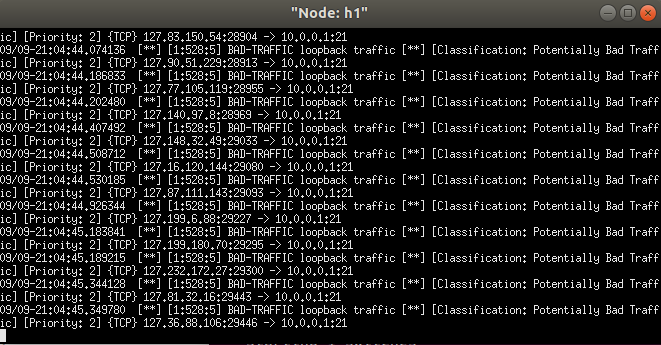 "Node: h1"
ic] [Priority: 2] {TCP} 127.83.150.54:28904 -> 10.0.0.1:21
09/09-21:04:44.074136  [**] [1:528:5] BAD-TRAFFIC loopback traffic [**] [Classification: Potentially Bad Traff
ic] [Priority: 2] {TCP} 127.90.51.229:28913 -> 10.0.0.1:21
09/09-21:04:44.186833  [**] [1:528:5] BAD-TRAFFIC loopback traffic [**] [Classification: Potentially Bad Traff
ic] [Priority: 2] {TCP} 127.77.105.119:28955 -> 10.0.0.1:21
09/09-21:04:44.202480  [**] [1:528:5] BAD-TRAFFIC loopback traffic [**] [Classification: Potentially Bad Traff
ic] [Priority: 2] {TCP} 127.140.97.8:28969 -> 10.0.0.1:21
09/09-21:04:44.407492  [**] [1:528:5] BAD-TRAFFIC loopback traffic [**] [Classification: Potentially Bad Traff
ic] [Priority: 2] {TCP} 127.148.32.49:29033 -> 10.0.0.1:21
09/09-21:04:44.508712  [**] [1:528:5] BAD-TRAFFIC loopback traffic [**] [Classification: Potentially Bad Traff
ic] [Priority: 2] {TCP} 127.16.120.144:29080 -> 10.0.0.1:21
09/09-21:04:44.530185  [**] [1:528:5] BAD-TRAFFIC loopback traffic [**] [Classification: Potentially Bad Traff
ic] [Priority: 2] {TCP} 127.87.111.143:29093 -> 10.0.0.1:21
09/09-21:04:44.926344  [**] [1:528:5] BAD-TRAFFIC loopback traffic [**] [Classification: Potentially Bad Traff
ic] [Priority: 2] {TCP} 127.199.6.88:29227 -> 10.0.0.1:21
09/09-21:04:45.183841  [**] [1:528:5] BAD-TRAFFIC loopback traffic [**] [Classification: Potentially Bad Traff
ic] [Priority: 2] {TCP} 127.199.180.70:29295 -> 10.0.0.1:21
09/09-21:04:45.189215  [**] [1:528:5] BAD-TRAFFIC loopback traffic [**] [Classification: Potentially Bad Traff
ic] [Priority: 2] {TCP} 127.232.172.27:29300 -> 10.0.0.1:21
09/09-21:04:45.344128  [**] [1:528:5] BAD-TRAFFIC loopback traffic [**] [Classification: Potentially Bad Traff
ic] [Priority: 2] {TCP} 127.81.32.16:29443 -> 10.0.0.1:21
09/09-21:04:45.349780  [**] [1:528:5] BAD-TRAFFIC loopback traffic [**] [Classification: Potentially Bad Traff
ic] [Priority: 2] {TCP} 127.36.88.106:29446 -> 10.0.0.1:21